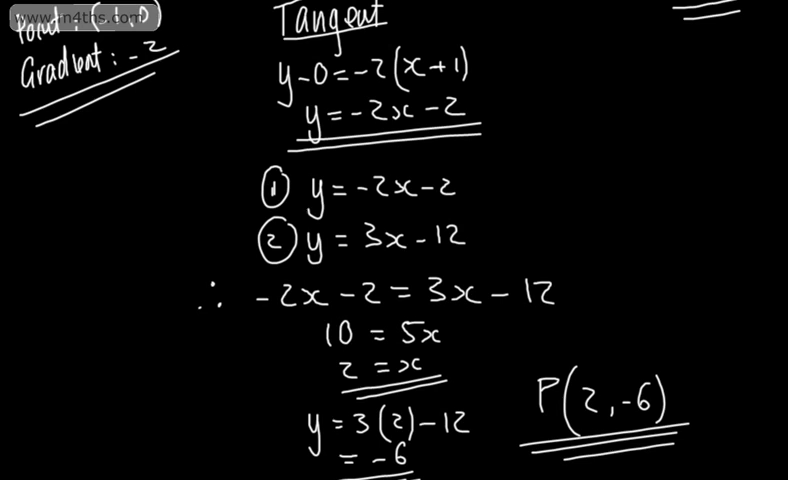 www.m4ths.com
Point : (-1, 0)
Gradient : -2
Tangent
y - 0 = -2(x + 1)
y = -2x - 2
① y = -2x - 2
② y = 3x - 12
∴ -2x - 2 = 3x - 12
10 = 5x
2 = x
y = 3(2) - 12
= -6
P(2, -6)